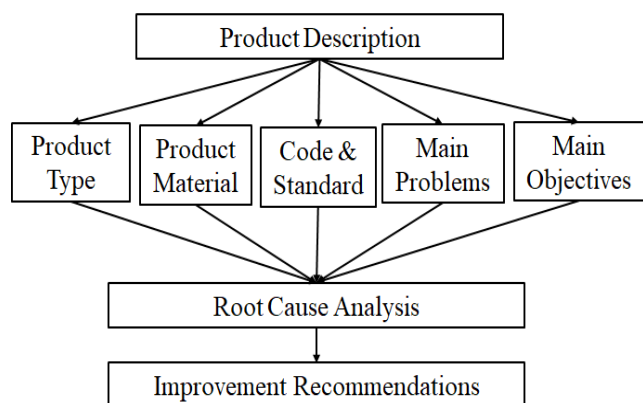 Product Description
Product
Type
Product
Material
Code &
Standard
Main
Problems
Main
Objectives
Root Cause Analysis
Improvement Recommendations